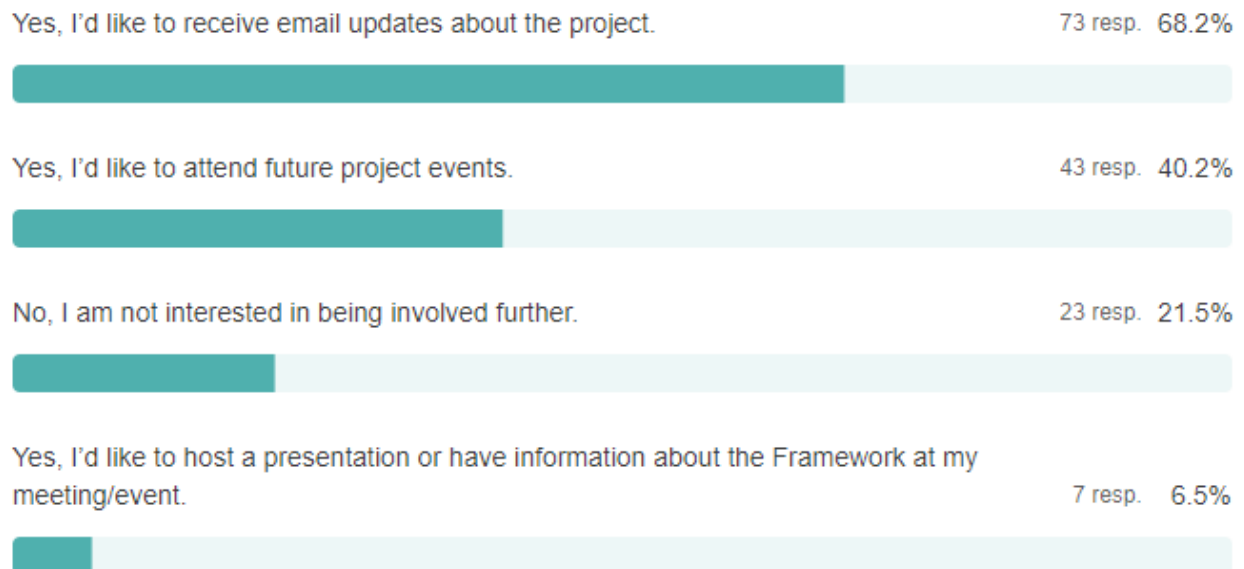 Yes, I’d like to receive email updates about the project. 73 resp. 68.2%
Yes, I’d like to attend future project events. 43 resp. 40.2%
No, I am not interested in being involved further. 23 resp. 21.5%
Yes, I’d like to host a presentation or have information about the Framework at my
meeting/event. 7 resp. 6.5%